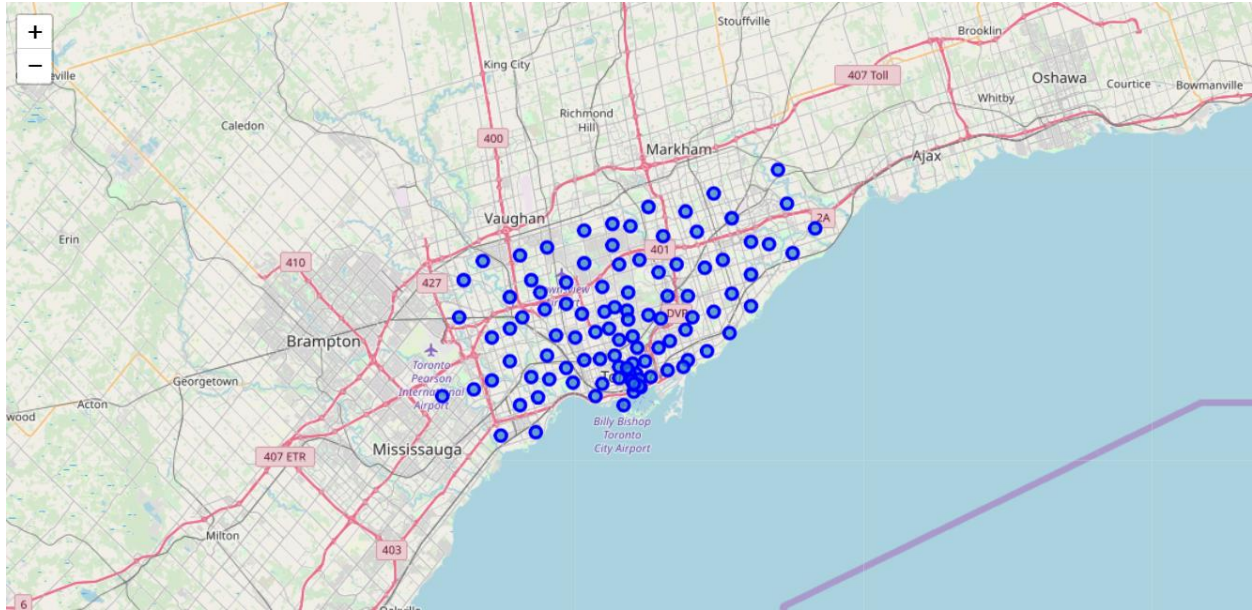 +
−
Stouffville
Brooklin
King City
407 Toll
Oshawa
Courtice
Bowmanville
Whitby
Richmond
Hill
Caledon
400
Markham
Ajax
Vaughan
2A
Erin
401
410
427
DVP
Brampton
Toronto
Pearson
International
Airport
Georgetown
Acton
wood
Billy Bishop
Toronto
City Airport
Mississauga
407 ETR
Milton
403
6